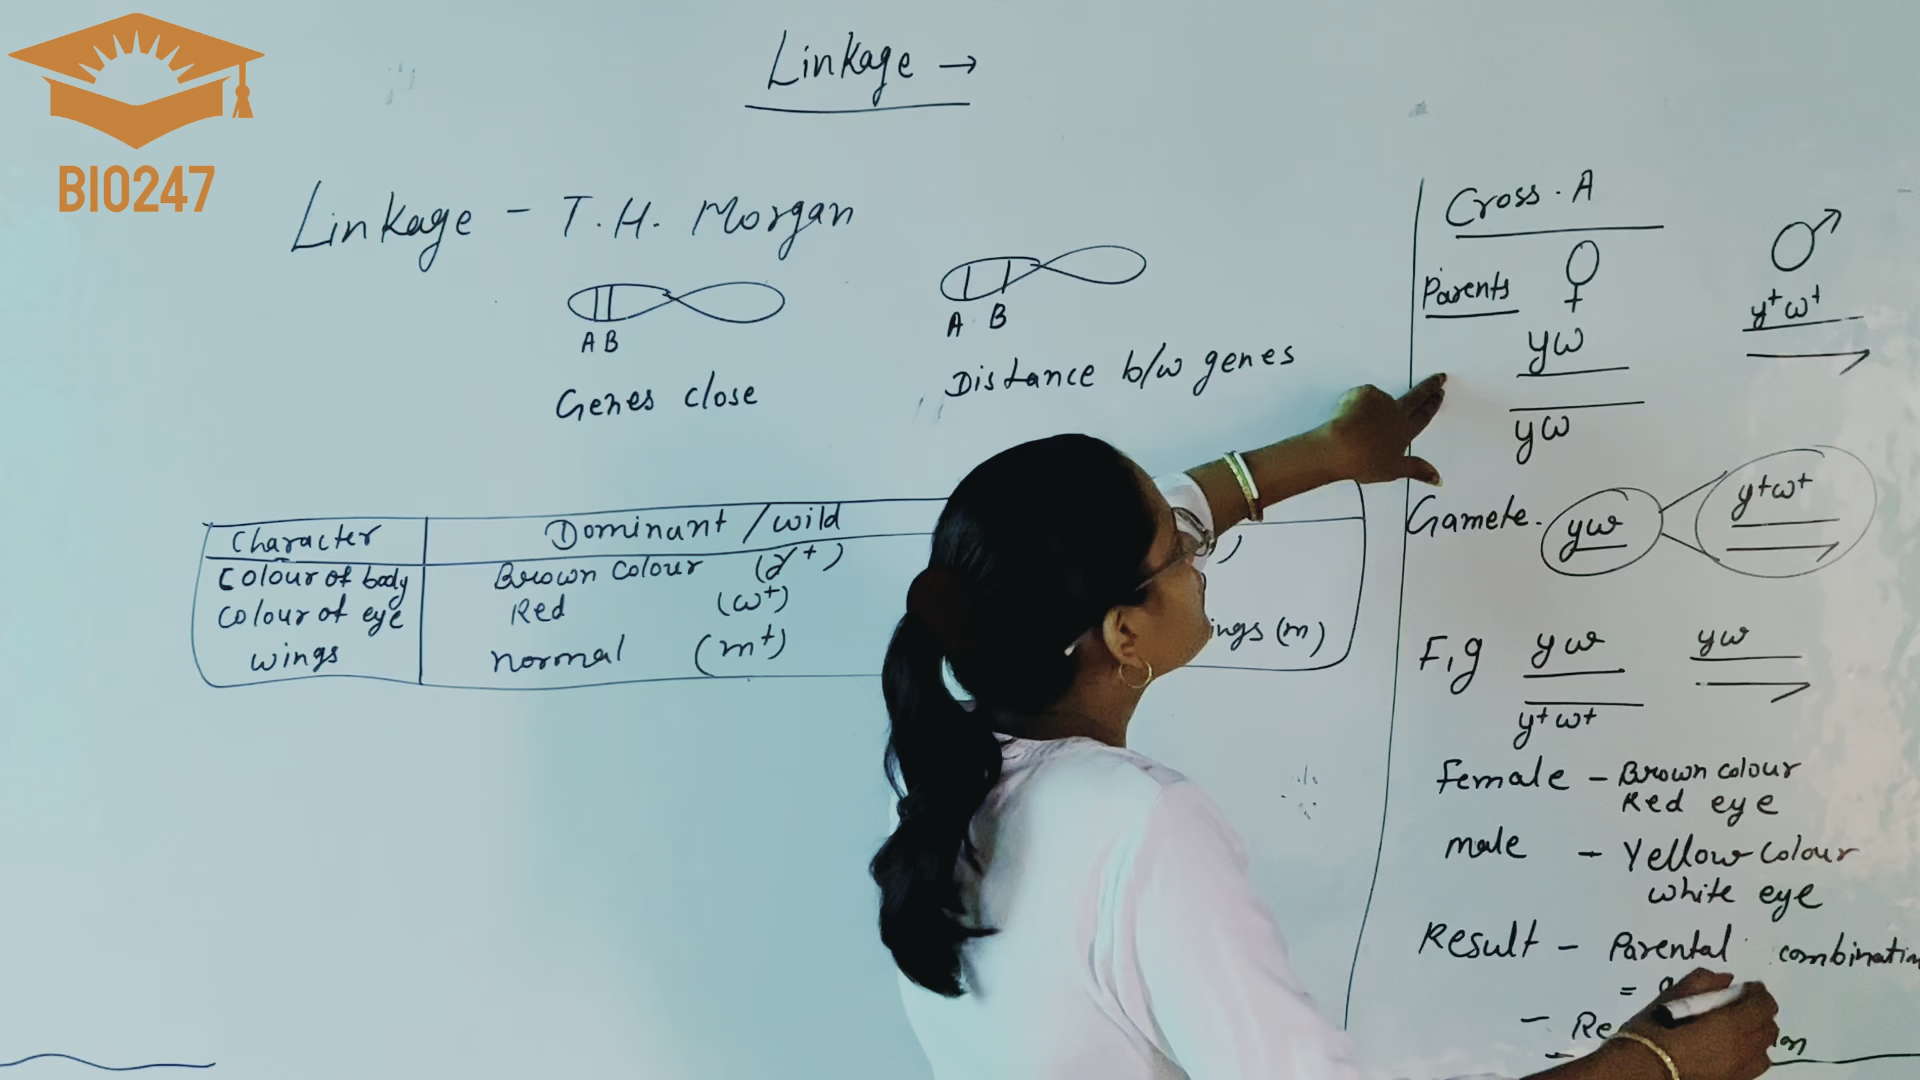 BIO247
Linkage →
Linkage - T. H. Morgan
A B
Genes close
A B
Distance b/w genes
Character Dominant / wild
Colour of body Brown colour (y+) )
Colour of eye Red (w+)
wings normal (m+) ings (m)
Cross. A
Parents ♀ ♂
yw y+w+
yw
Gamete. yw y+w+
F1g yw yw
y+w+
Female - Brown colour
Red eye
male - Yellow colour
white eye
Result - Parental combination
=
- Re